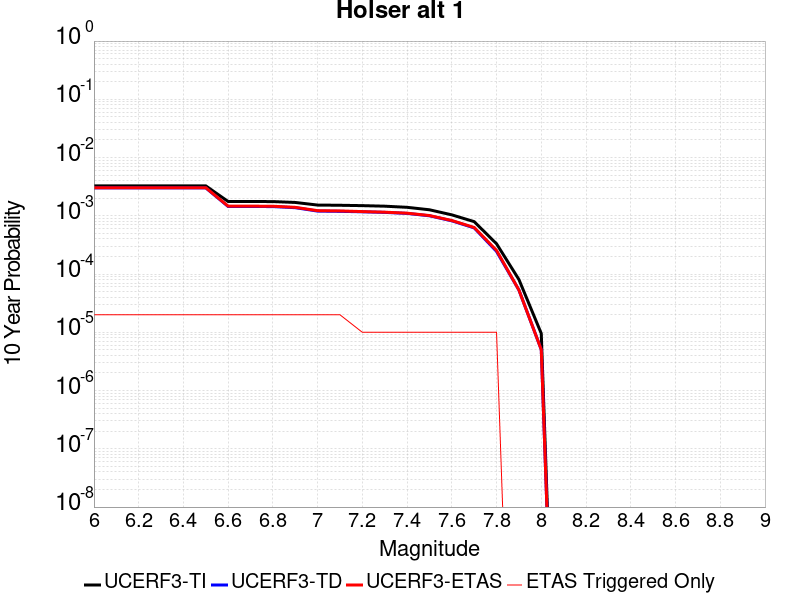 Holser alt 1
10 0
10 -1
10 -2
10 -3
10 -4
10 -5
10 -6
10 -7
10 -8
10 Year Probability
6 6.2 6.4 6.6 6.8 7 7.2 7.4 7.6 7.8 8 8.2 8.4 8.6 8.8 9
Magnitude
UCERF3-TI UCERF3-TD UCERF3-ETAS ETAS Triggered Only